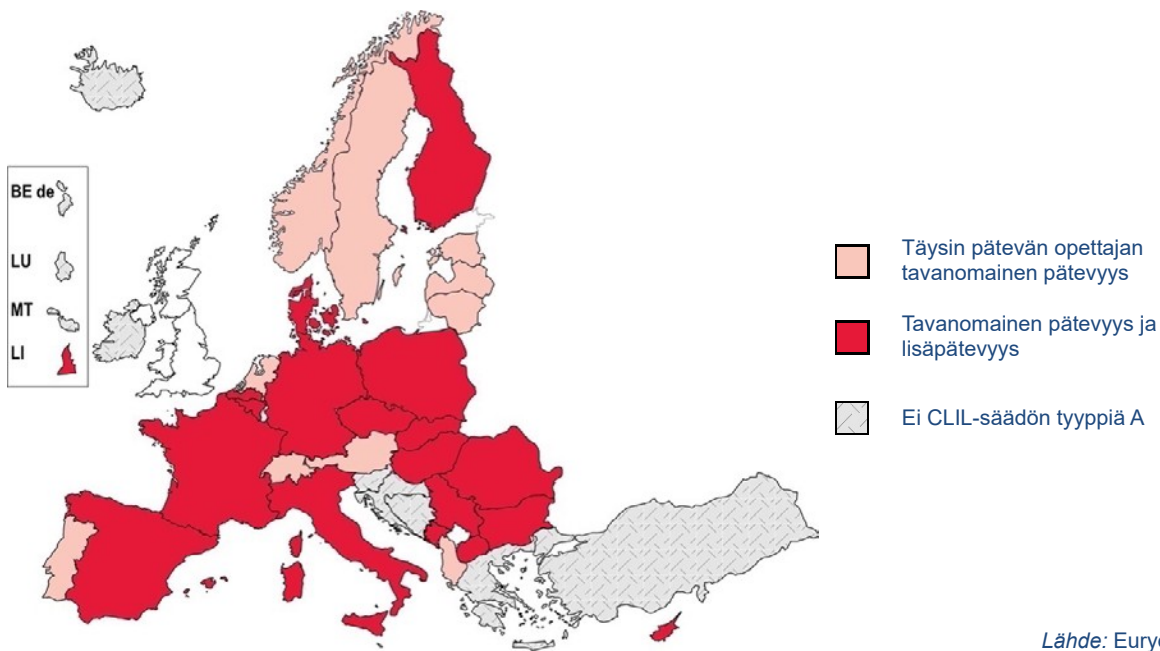 BE de
LU
MT
LI
Täysin pätevän opettajan
tavanomainen pätevyys
Tavanomainen pätevyys ja
lisäpätevyys
Ei CLIL-säädön tyyppiä A
Lähde: